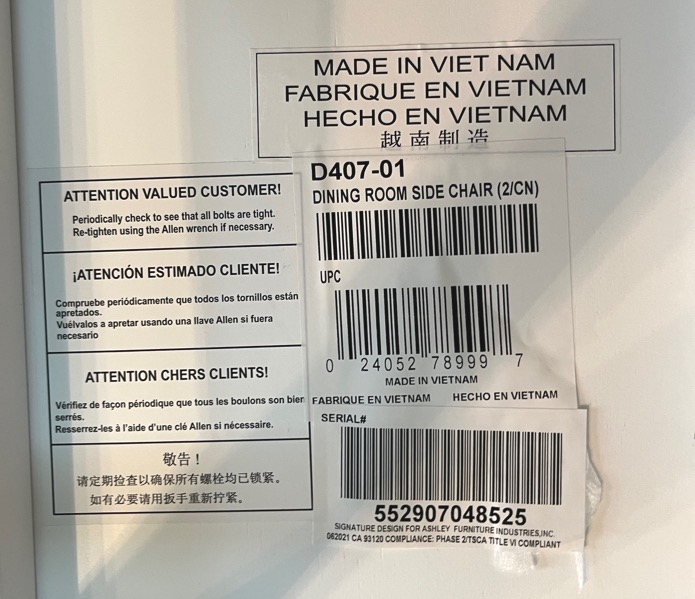 MADE IN VIET NAM
FABRIQUE EN VIETNAM
HECHO EN VIETNAM
越南制造
D407-01
DINING ROOM SIDE CHAIR (2/CN)
UPC
0 24052 78999 7
MADE IN VIETNAM
FABRIQUE EN VIETNAM HECHO EN VIETNAM
SERIAL#
552907048525
SIGNATURE DESIGN FOR ASHLEY FURNITURE INDUSTRIES,INC.
062021 CA 93120 COMPLIANCE: PHASE 2/TSCA TITLE VI COMPLIANT
ATTENTION VALUED CUSTOMER!
Periodically check to see that all bolts are tight.
Re-tighten using the Allen wrench if necessary.
¡ATENCIÓN ESTIMADO CLIENTE!
Compruebe periódicamente que todos los tornillos están
apretados.
Vuélvalos a apretar usando una llave Allen si fuera
necesario
ATTENTION CHERS CLIENTS!
Vérifiez de façon périodique que tous les boulons son bien
serrés.
Resserrez-les à l'aide d'une clé Allen si nécessaire.
敬告！
请定期检查以确保所有螺栓均已锁紧。
如有必要请用扳手重新拧紧。